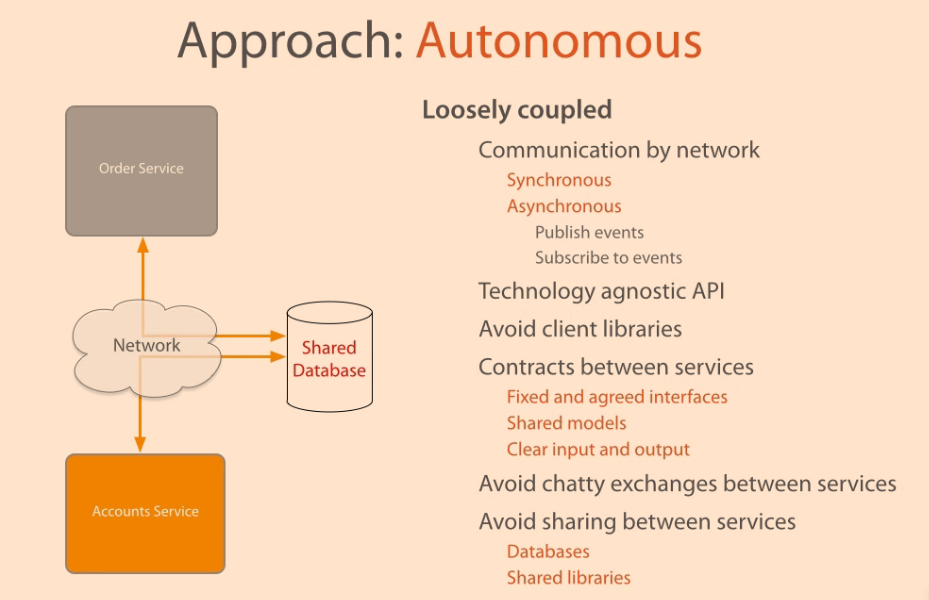 Approach: Autonomous
Order Service
Network
Shared
Database
Accounts Service
Loosely coupled
Communication by network
Synchronous
Asynchronous
Publish events
Subscribe to events
Technology agnostic API
Avoid client libraries
Contracts between services
Fixed and agreed interfaces
Shared models
Clear input and output
Avoid chatty exchanges between services
Avoid sharing between services
Databases
Shared libraries